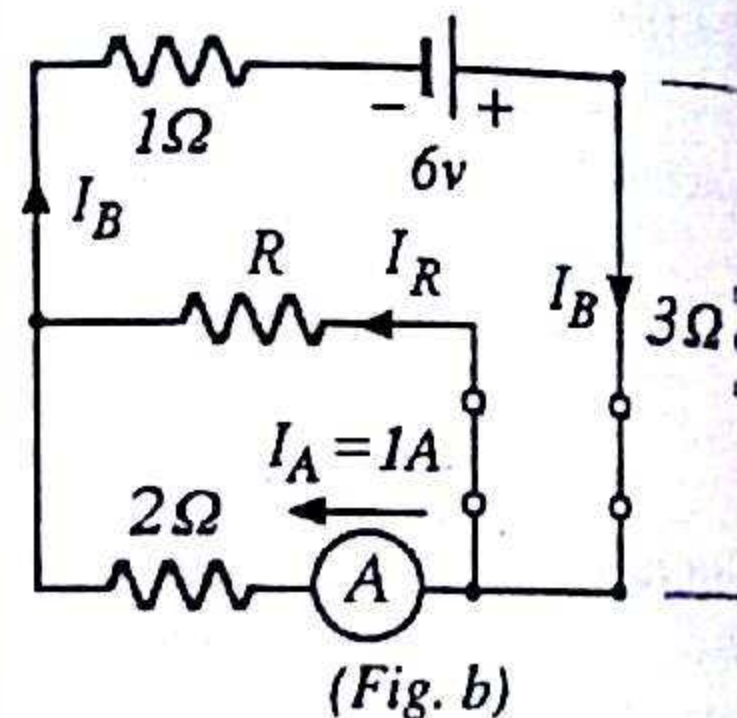 1Ω
− +
6v
I_B
R
I_R
I_B
3Ω
I_A = 1A
2Ω
A
(Fig. b)